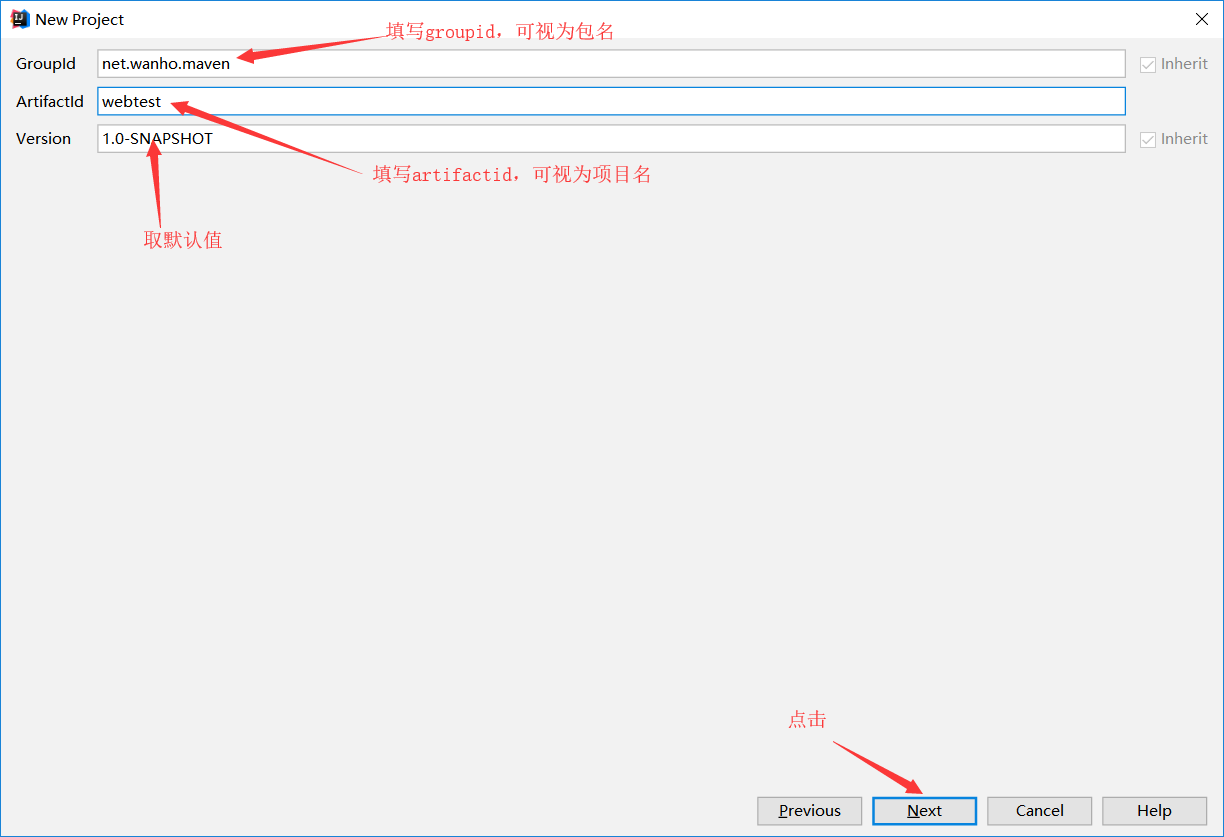 New Project
填写groupid，可视为包名
GroupId net.wanho.maven Inherit
ArtifactId webtest
Version 1.0-SNAPSHOT Inherit
填写artifactid，可视为项目名
取默认值
点击
Previous Next Cancel Help